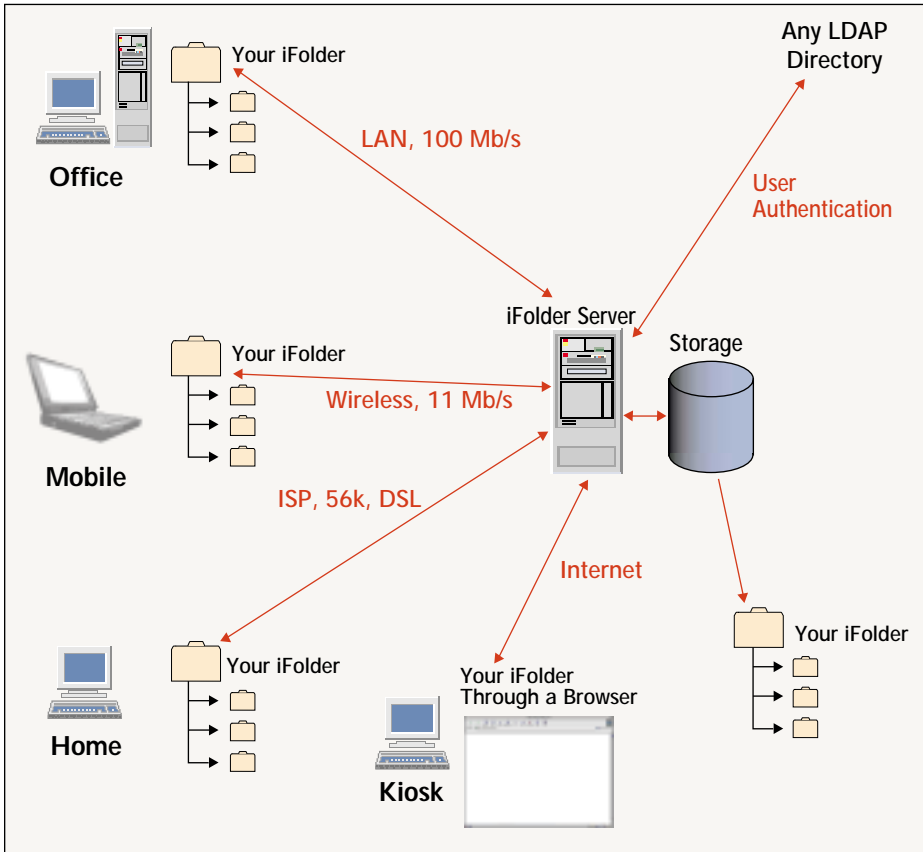 Your iFolder
Any LDAP
Directory
LAN, 100 Mb/s
Office
User
Authentication
iFolder Server
Your iFolder
Storage
Wireless, 11 Mb/s
Mobile
ISP, 56k, DSL
Internet
Your iFolder
Your iFolder
Your iFolder
Through a Browser
Home
Kiosk